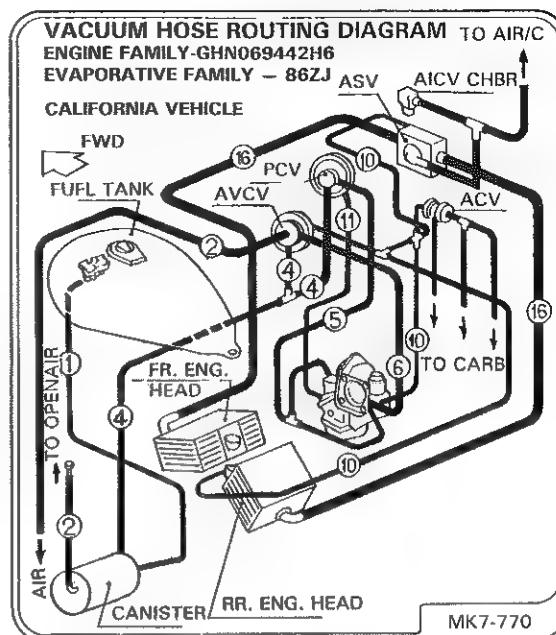 VACUUM HOSE ROUTING DIAGRAM
TO AIR/C
ENGINE FAMILY-GHN069442H6
EVAPORATIVE FAMILY – 86ZJ
AICV CHBR
ASV
CALIFORNIA VEHICLE
FWD
16
PCV
10
FUFL TANK
AVCV
11
ACV
2
4
4
5
6
10
16
1
TO OPENAIR
4
FR. ENG.
HEAD
TO CARB
10
2
AIR
CANISTER
RR. ENG. HEAD
MK7-770